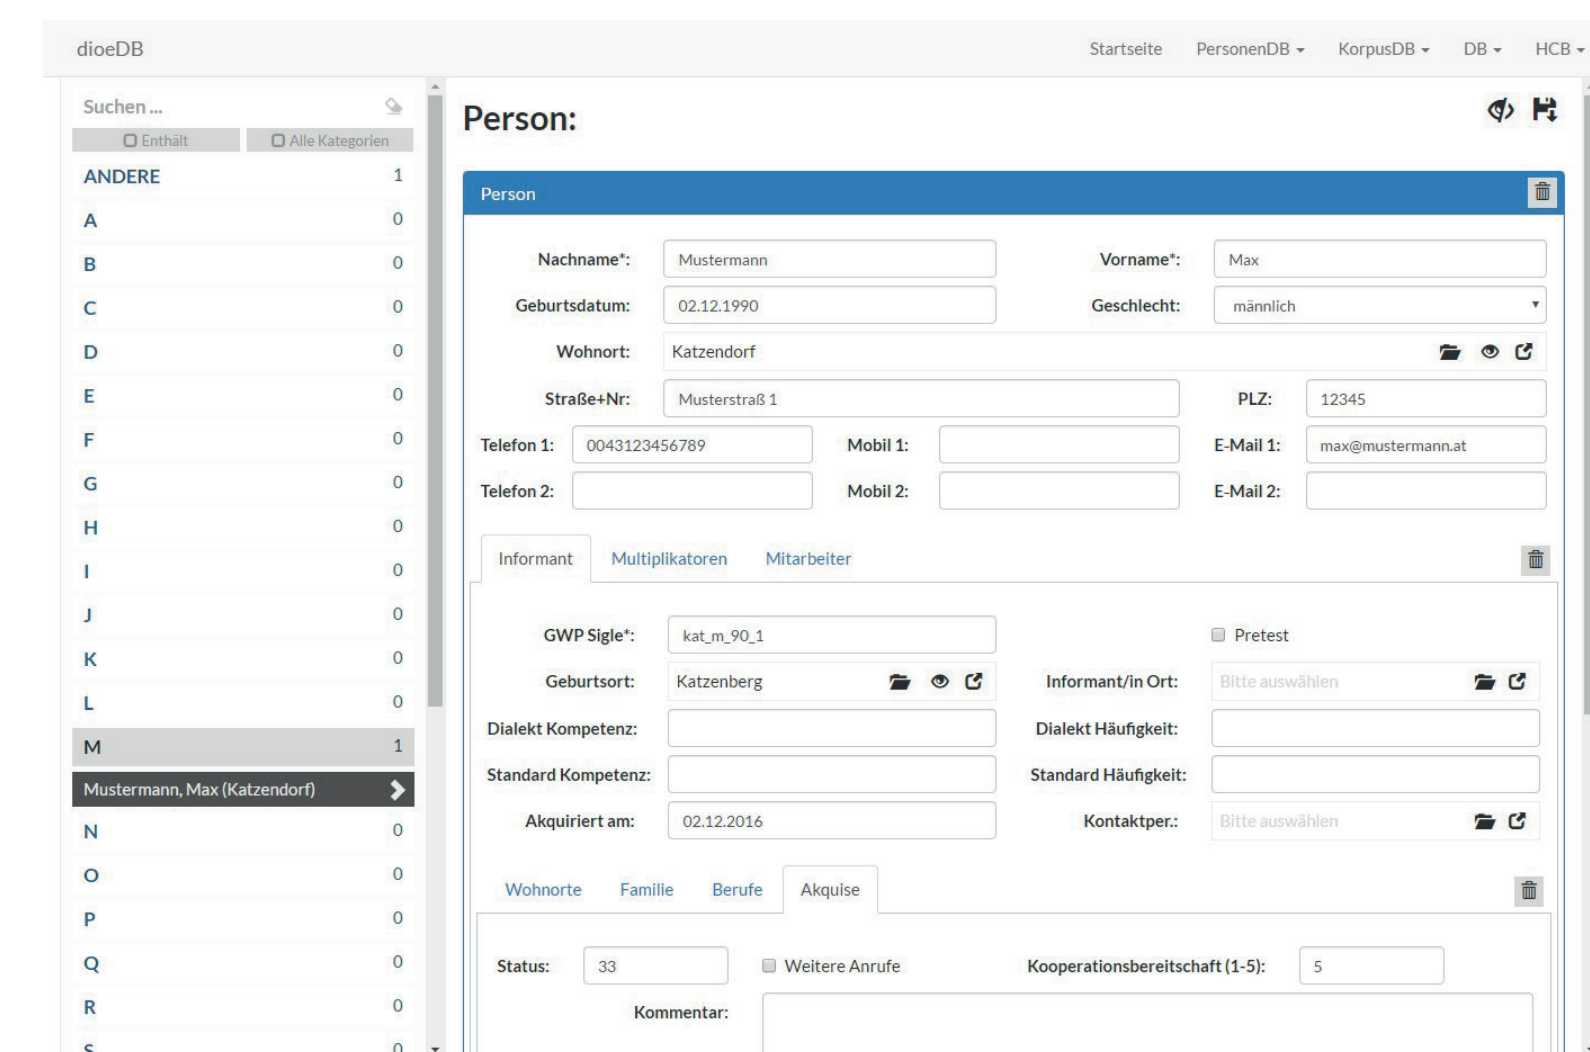 dioeDB Startseite PersonenDB KorpusDB DB HCB
Suchen ...
Enthält Alle Kategorien
ANDERE 1
A 0
B 0
C 0
D 0
E 0
F 0
G 0
H 0
I 0
J 0
K 0
L 0
M 1
Mustermann, Max (Katzendorf)
N 0
O 0
P 0
Q 0
R 0
S 0
Person:
Person
Nachname*: Mustermann Vorname*: Max
Geburtsdatum: 02.12.1990 Geschlecht: männlich
Wohnort: Katzendorf
Straße+Nr: Musterstraß 1 PLZ: 12345
Telefon 1: 0043123456789 Mobil 1: E-Mail 1: max@mustermann.at
Telefon 2: Mobil 2: E-Mail 2:
Informant Multiplikatoren Mitarbeiter
GWP Sigle*: kat_m_90_1 Pretest
Geburtsort: Katzenberg Informant/in Ort: Bitte auswählen
Dialekt Kompetenz: Dialekt Häufigkeit:
Standard Kompetenz: Standard Häufigkeit:
Akquiriert am: 02.12.2016 Kontaktper.: Bitte auswählen
Wohnorte Familie Berufe Akquise
Status: 33 Weitere Anrufe Kooperationsbereitschaft (1-5): 5
Kommentar: